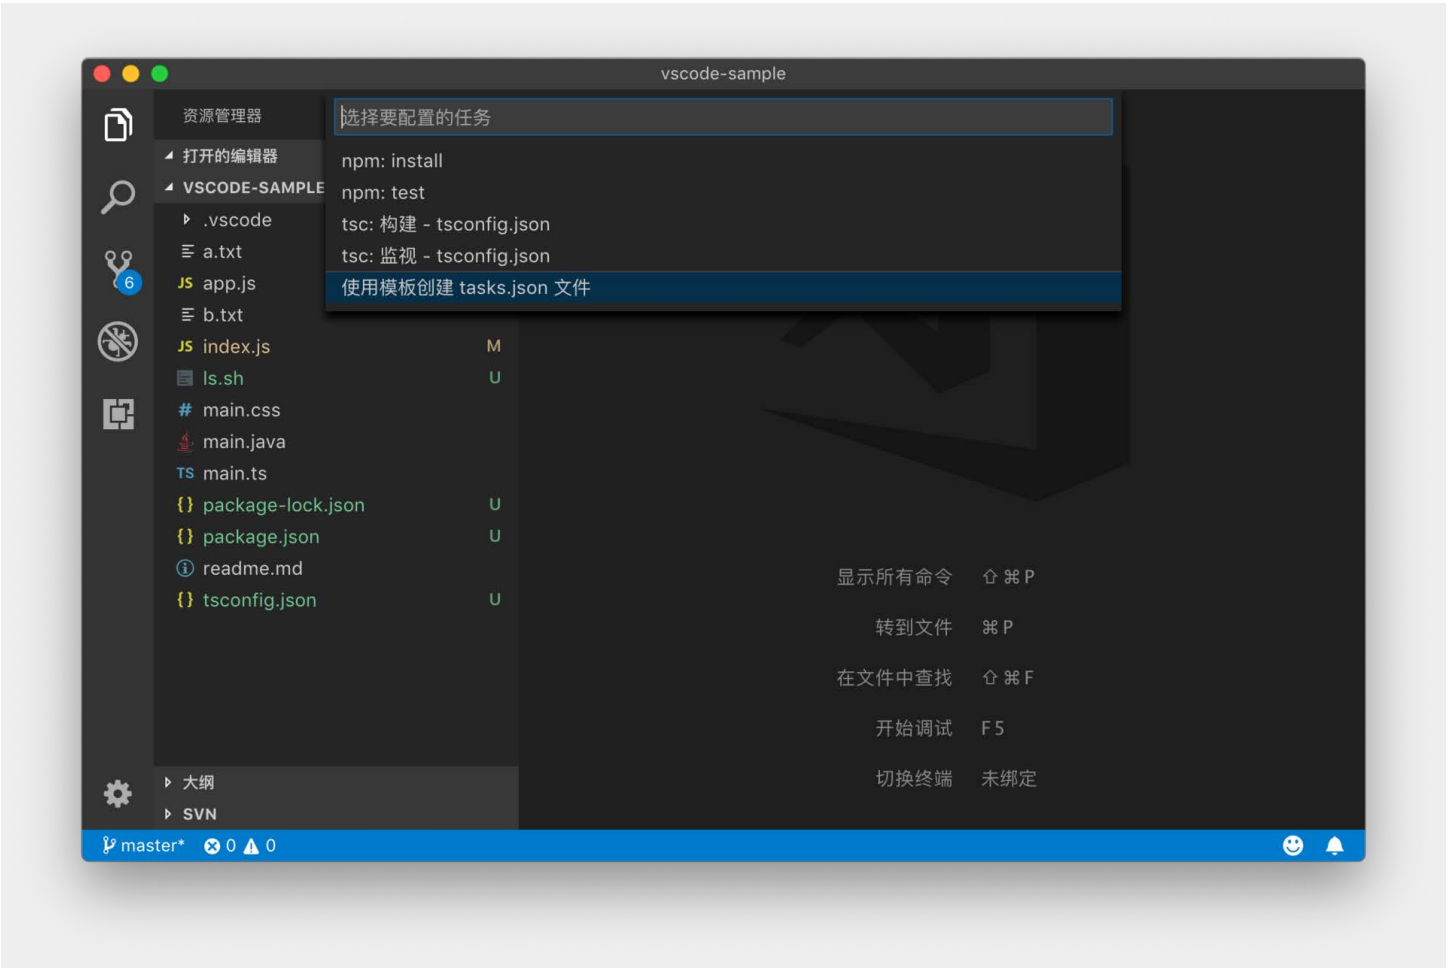 vscode-sample
资源管理器
选择要配置的任务
打开的编辑器
npm: install
VSCODE-SAMPLE
npm: test
.vscode
tsc: 构建 - tsconfig.json
a.txt
tsc: 监视 - tsconfig.json
6
JS app.js
使用模板创建 tasks.json 文件
b.txt
JS index.js M
ls.sh U
# main.css
main.java
TS main.ts
{} package-lock.json U
{} package.json U
readme.md
{} tsconfig.json U
显示所有命令 ⇧⌘P
转到文件 ⌘P
在文件中查找 ⇧⌘F
开始调试 F5
切换终端 未绑定
大纲
SVN
master* 0 0